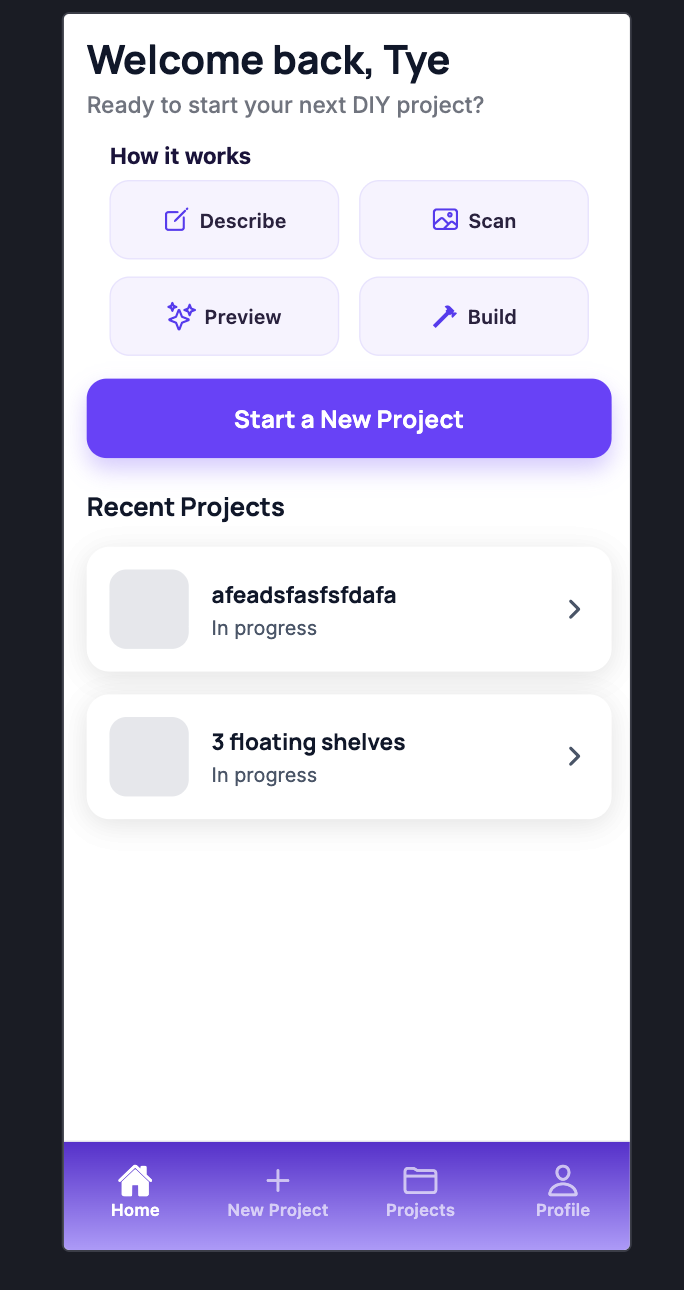 Welcome back, Tye
Ready to start your next DIY project?
How it works
Describe
Scan
Preview
Build
Start a New Project
Recent Projects
afeadsfasfsfdafa
In progress
3 floating shelves
In progress
Home
New Project
Projects
Profile